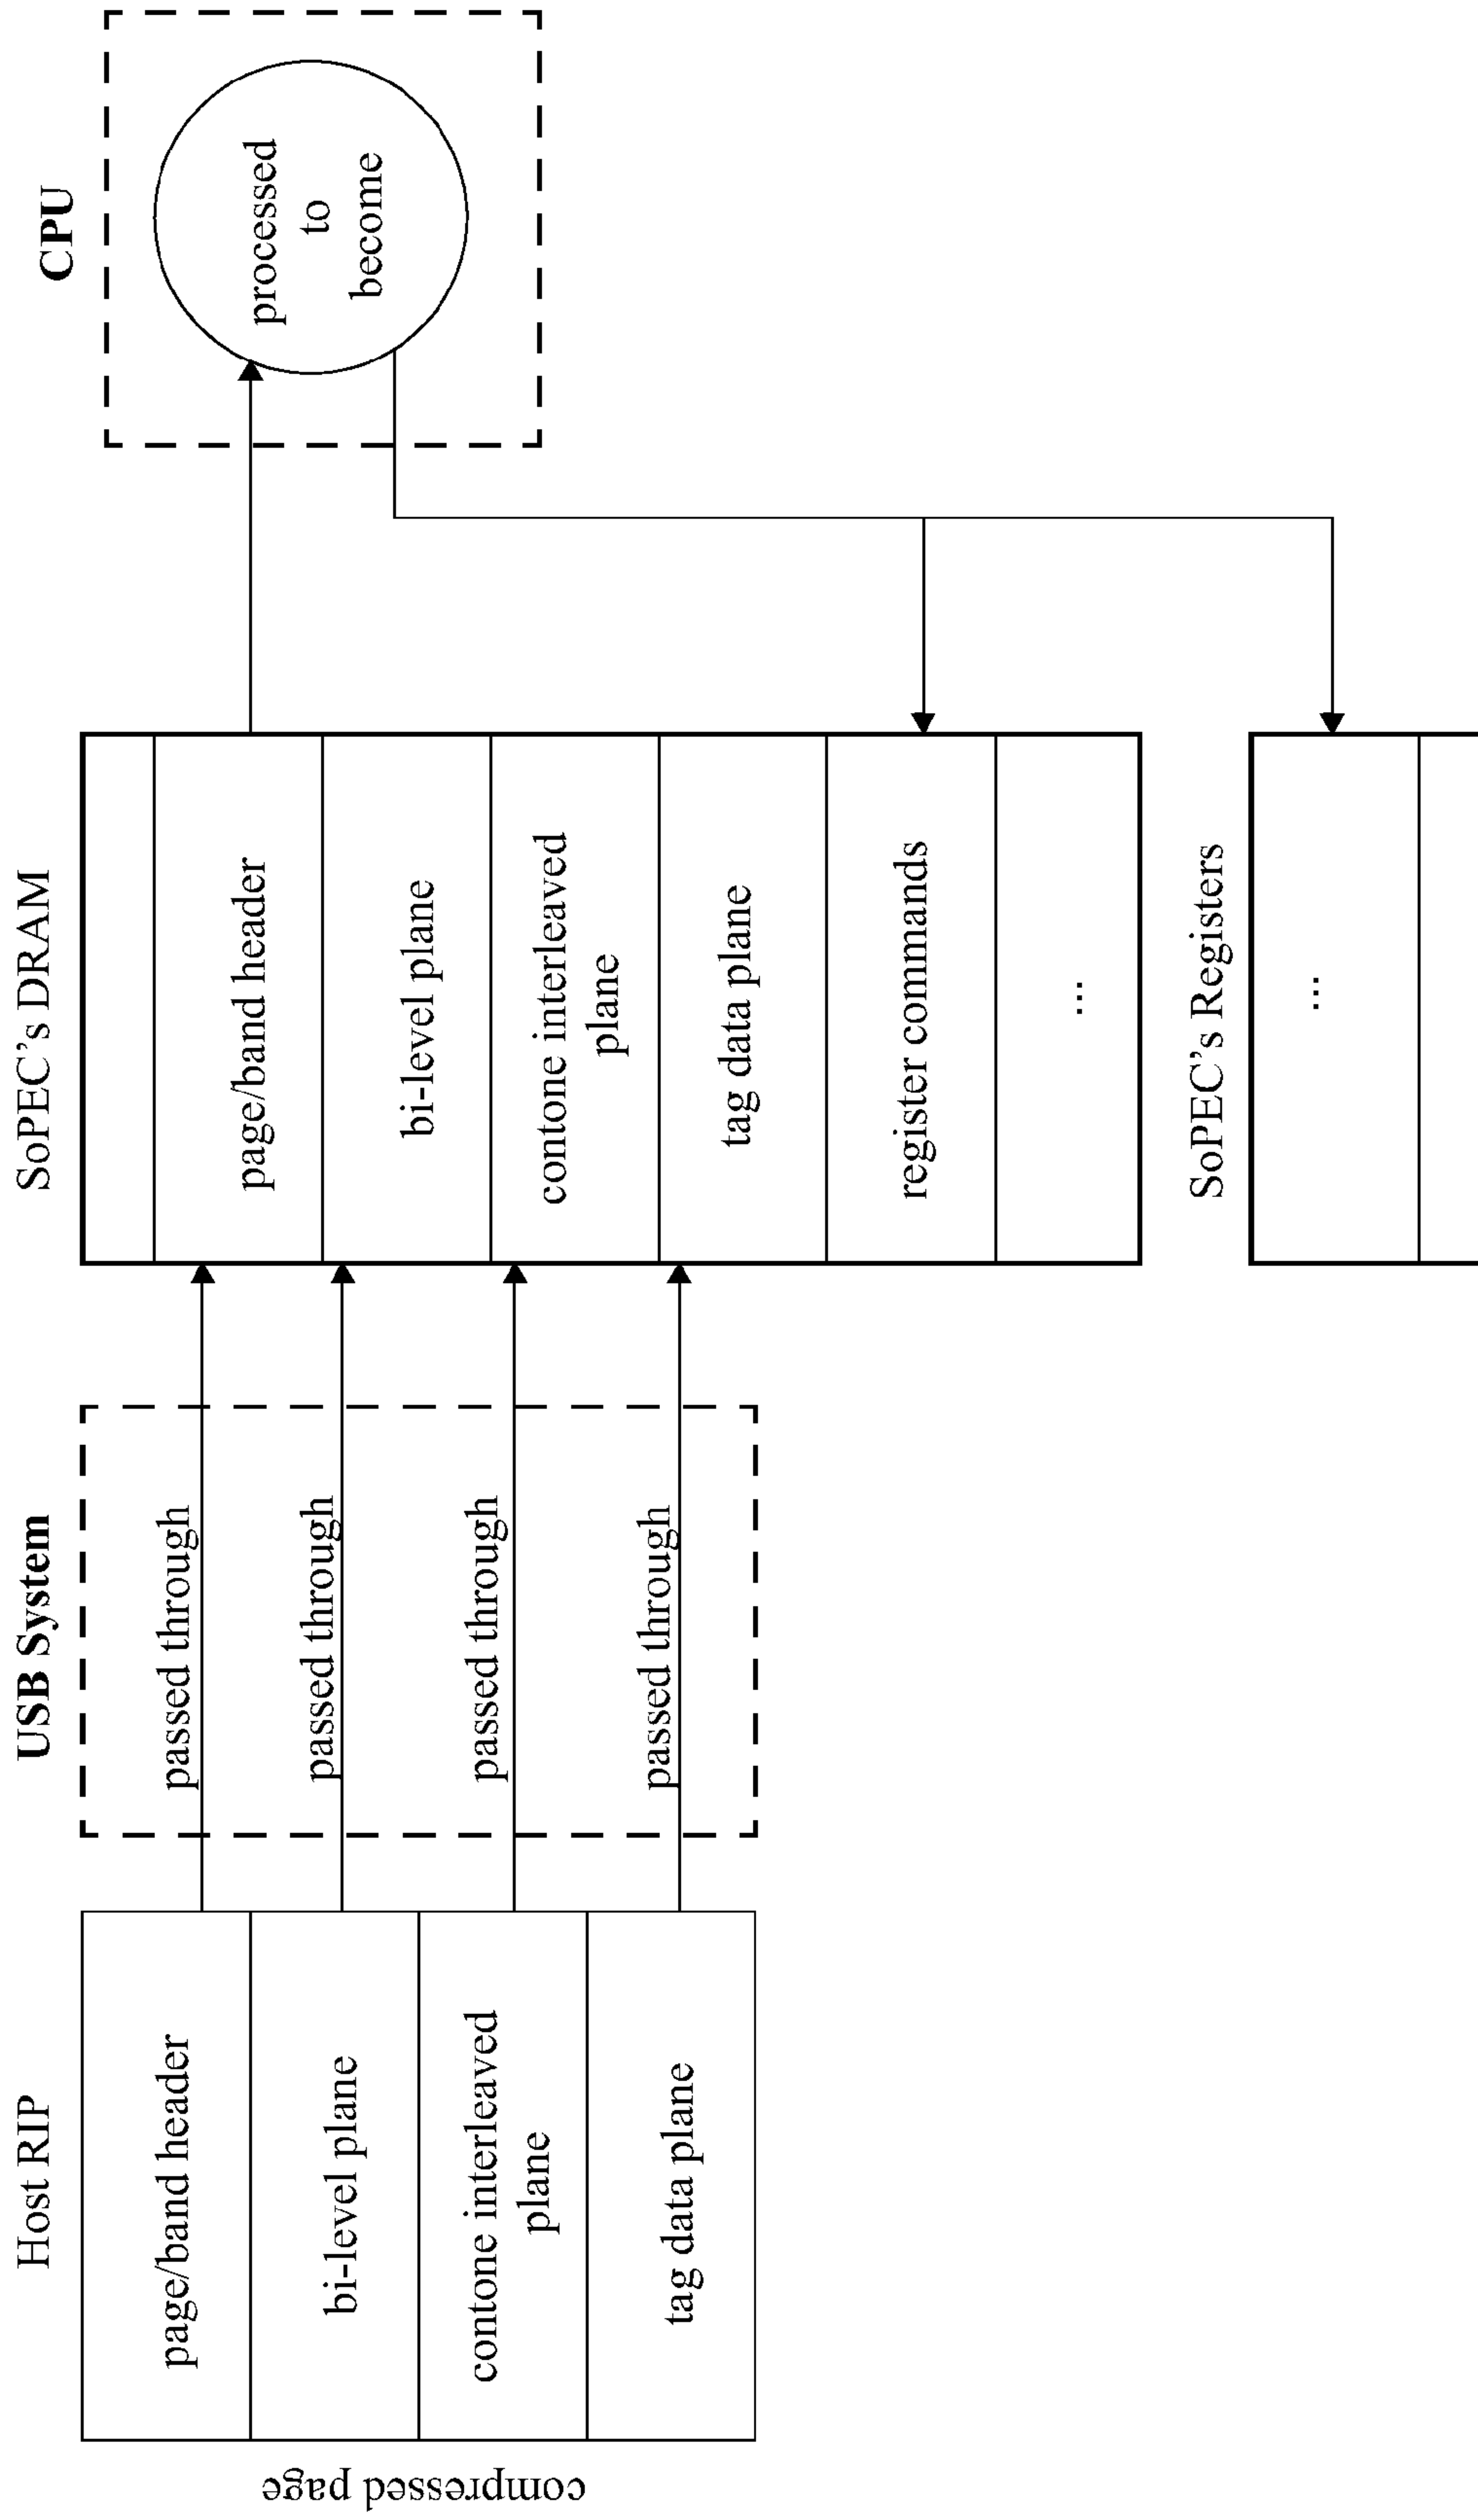 compressed page
Host RIP
page/band header
bi-level plane
contone interleaved
plane
tag data plane
USB System
passed through
passed through
passed through
passed through
SoPEC's DRAM
page/band header
bi-level plane
contone interleaved
plane
tag data plane
register commands
...
SoPEC's Registers
...
CPU
processed
to
become